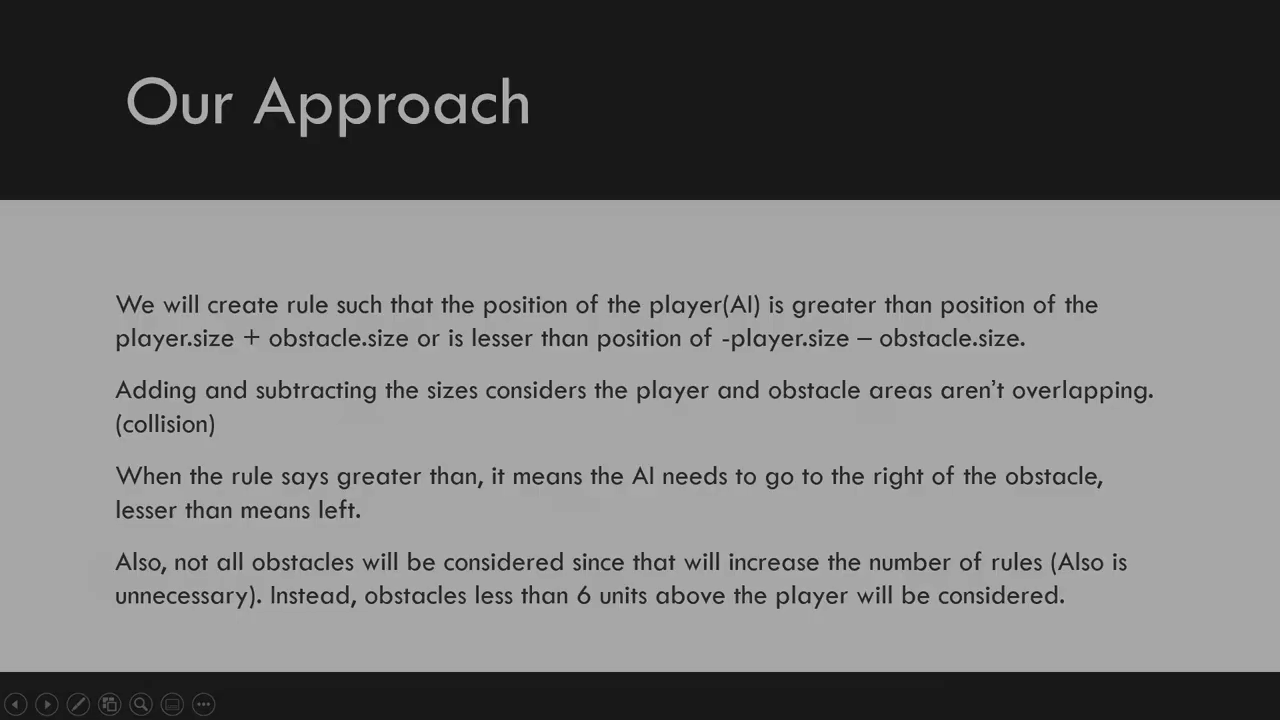 Our Approach
We will create rule such that the position of the player(AI) is greater than position of the
player.size + obstacle.size or is lesser than position of -player.size – obstacle.size.
Adding and subtracting the sizes considers the player and obstacle areas aren’t overlapping.
(collision)
When the rule says greater than, it means the AI needs to go to the right of the obstacle,
lesser than means left.
Also, not all obstacles will be considered since that will increase the number of rules (Also is
unnecessary). Instead, obstacles less than 6 units above the player will be considered.